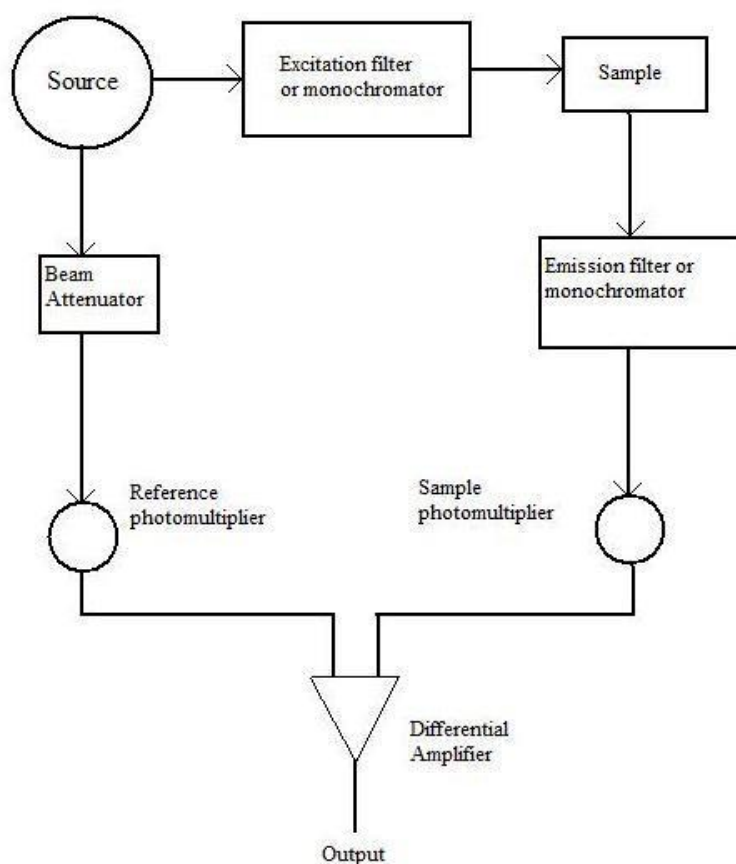 Source
Excitation filter
or monochromator
Sample
Beam
Attenuator
Emission filter or
monochromator
Reference
photomultiplier
Sample
photomultiplier
Differential
Amplifier
Output